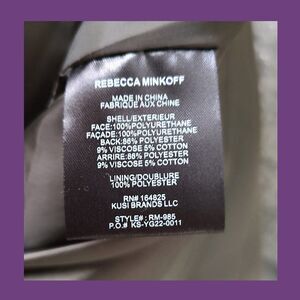 REBECCA MINKOFF
MADE IN CHINA
FABRIQUE AUX CHINE
SHELL/EXTERIEUR
FACE:100%POLYURETHANE
FAÇADE:100%POLYURETHANE
BACK:86% POLYESTER
9% VISCOSE 5% COTTON
ARRIRE:86% POLYESTER
9% VISCOSE 5% COTTON
LINING/DOUBLURE
100% POLYESTER
RN# 164825
KUSI BRANDS LLC
STYLE#: RM-985
P.O.# KS-YG22-0011